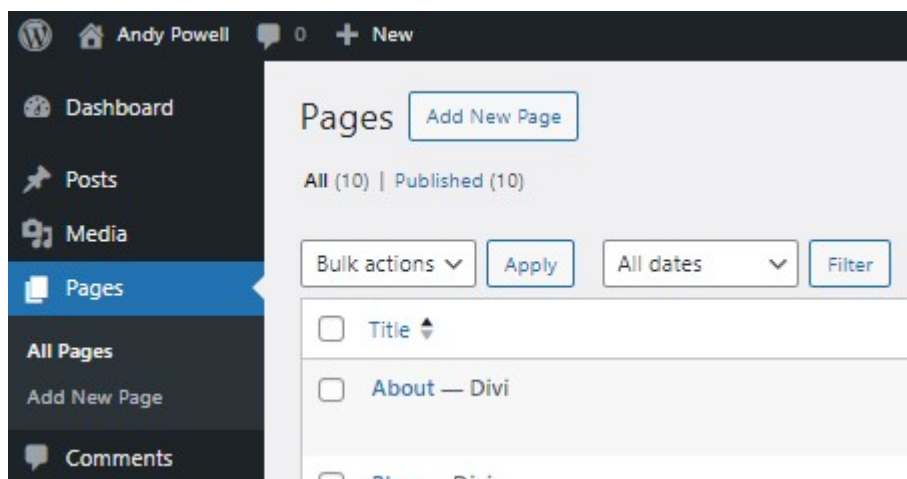 Andy Powell 0 + New
Dashboard
Posts
Media
Pages
All Pages
Add New Page
Comments
Pages Add New Page
All (10) | Published (10)
Bulk actions Apply All dates Filter
Title
About — Divi